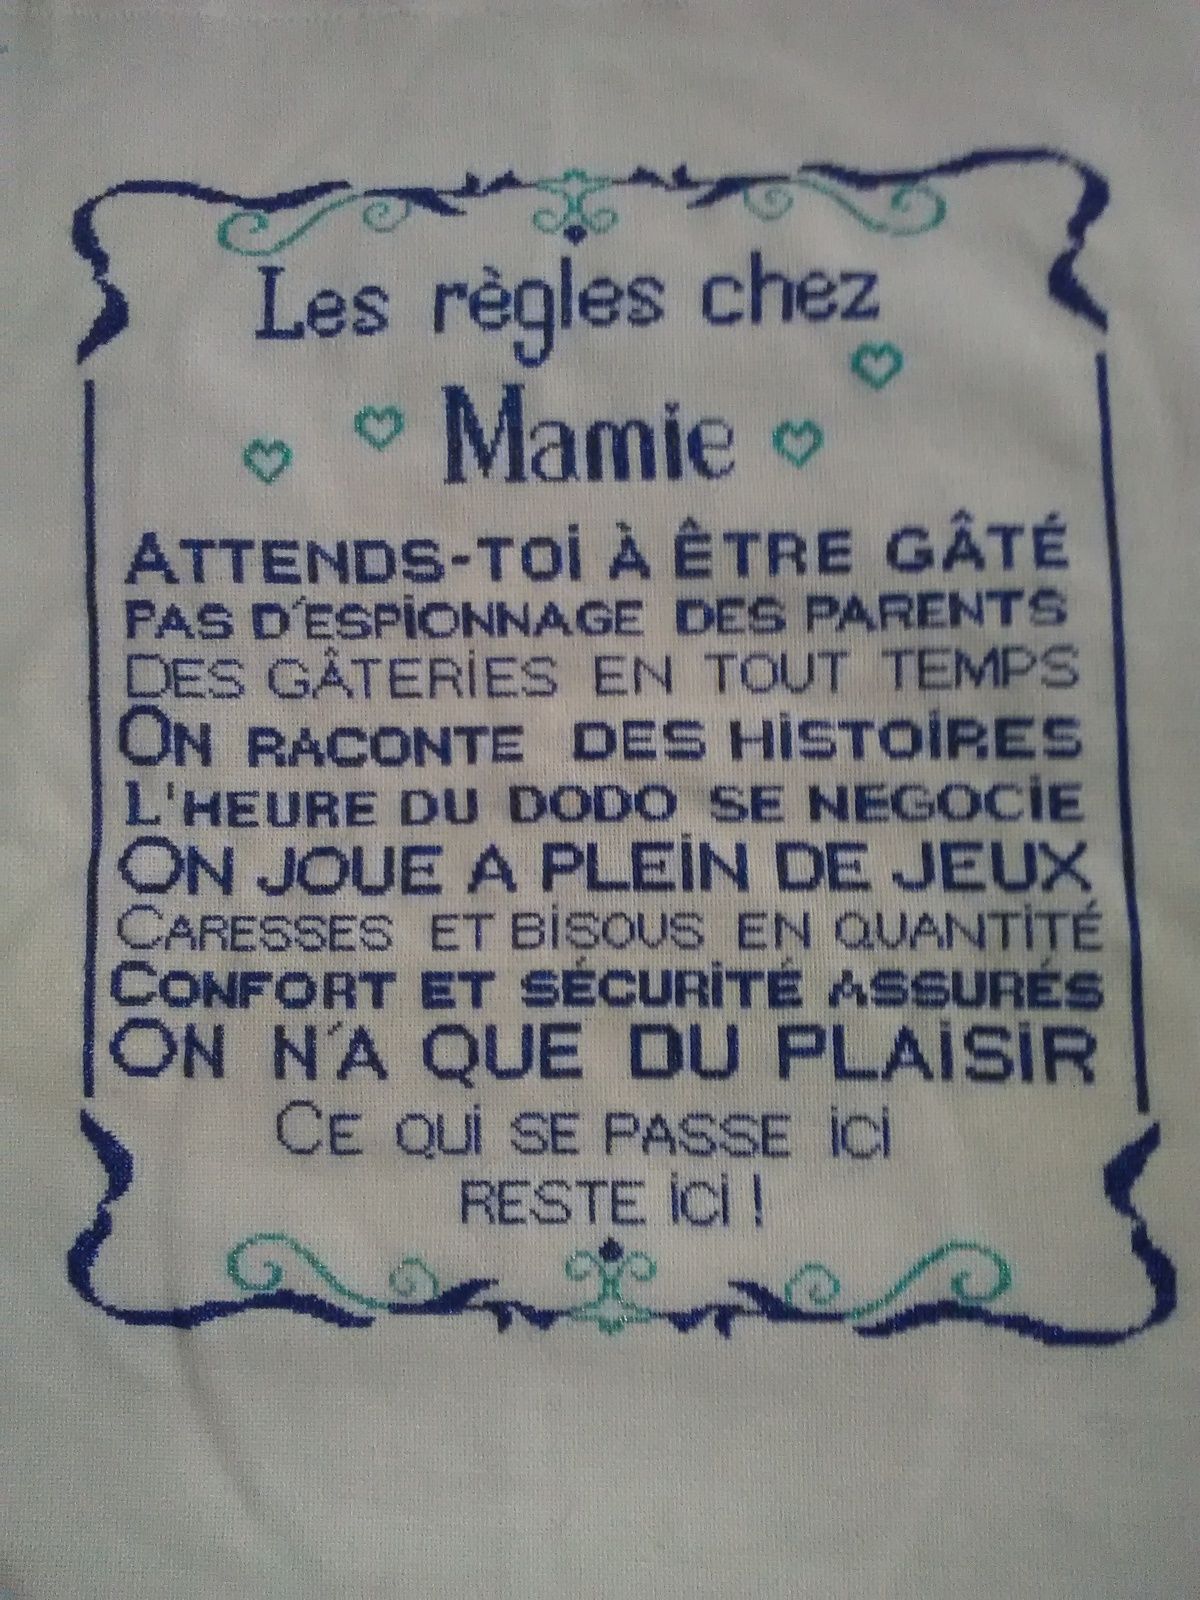 Les règles chez
Mamie
ATTENDS-TOi À ÊTRE GÂTÉ
PAS D'ESPiONNAGE DES PARENTS
DES GÂTERiES EN TOUT TEMPS
ON RACONTE DES HiSTOiRES
L'HEURE DU DODO SE NEGOCiE
ON JOUE A PLEiN DE JEUX
CARESSES ET BiSOUS EN QUANTiTÉ
CONFORT ET SÉCURiTÉ ASSURÉS
ON N'A QUE DU PLAiSiR
CE QUi SE PASSE iCi
RESTE iCi !